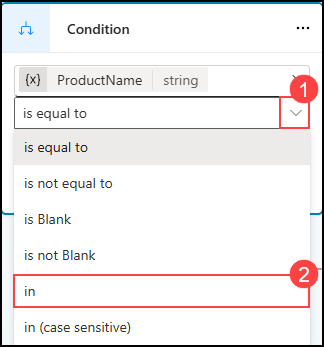 Condition
...
{x} ProductName string
1
is equal to
is equal to
is not equal to
is Blank
is not Blank
2
in
in (case sensitive)